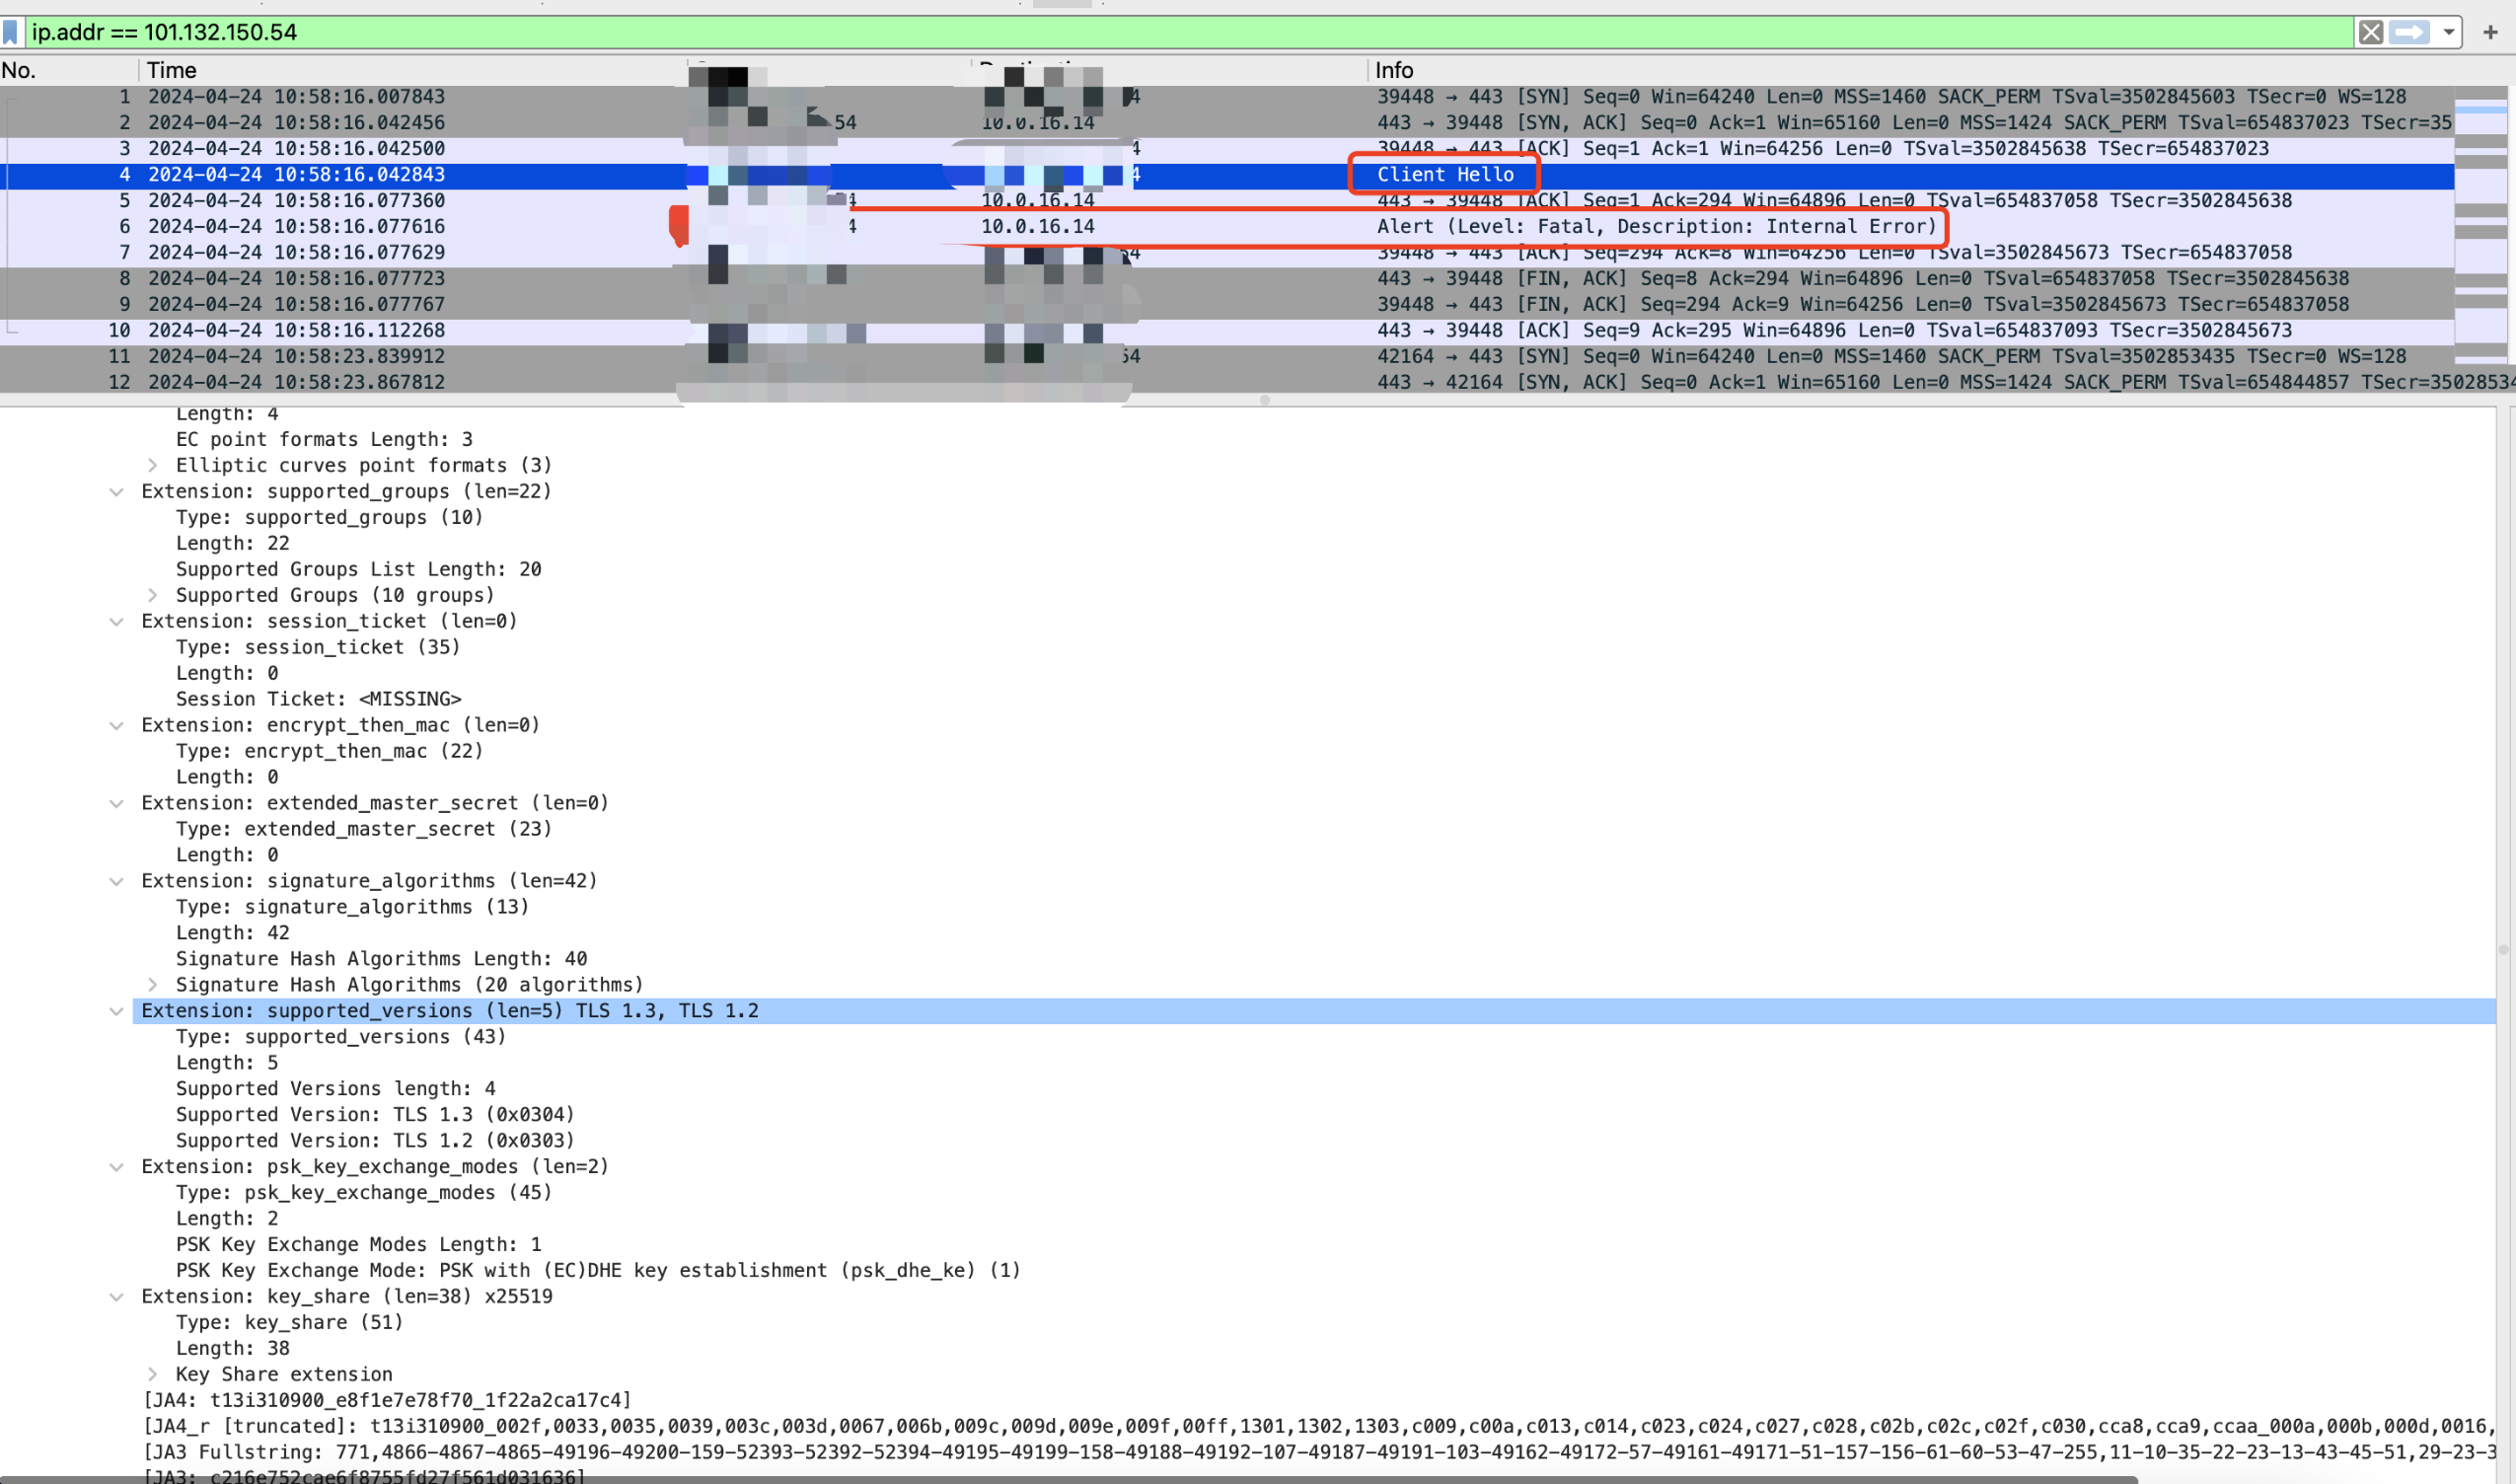 ip.addr == 101.132.150.54
No. Time Info
1 2024-04-24 10:58:16.007843 4 39448 → 443 [SYN] Seq=0 Win=64240 Len=0 MSS=1460 SACK_PERM TSval=3502845603 TSecr=0 WS=128
2 2024-04-24 10:58:16.042456 54 10.0.16.14 443 → 39448 [SYN, ACK] Seq=0 Ack=1 Win=65160 Len=0 MSS=1424 SACK_PERM TSval=654837023 TSecr=35
3 2024-04-24 10:58:16.042500 4 39448 → 443 [ACK] Seq=1 Ack=1 Win=64256 Len=0 TSval=3502845638 TSecr=654837023
4 2024-04-24 10:58:16.042843 4 Client Hello
5 2024-04-24 10:58:16.077360 4 10.0.16.14 443 → 39448 [ACK] Seq=1 Ack=294 Win=64896 Len=0 TSval=654837058 TSecr=3502845638
6 2024-04-24 10:58:16.077616 4 10.0.16.14 Alert (Level: Fatal, Description: Internal Error)
7 2024-04-24 10:58:16.077629 54 39448 → 443 [ACK] Seq=294 Ack=8 Win=64256 Len=0 TSval=3502845673 TSecr=654837058
8 2024-04-24 10:58:16.077723 443 → 39448 [FIN, ACK] Seq=8 Ack=294 Win=64896 Len=0 TSval=654837058 TSecr=3502845638
9 2024-04-24 10:58:16.077767 39448 → 443 [FIN, ACK] Seq=294 Ack=9 Win=64256 Len=0 TSval=3502845673 TSecr=654837058
10 2024-04-24 10:58:16.112268 443 → 39448 [ACK] Seq=9 Ack=295 Win=64896 Len=0 TSval=654837093 TSecr=3502845673
11 2024-04-24 10:58:23.839912 54 42164 → 443 [SYN] Seq=0 Win=64240 Len=0 MSS=1460 SACK_PERM TSval=3502853435 TSecr=0 WS=128
12 2024-04-24 10:58:23.867812 443 → 42164 [SYN, ACK] Seq=0 Ack=1 Win=65160 Len=0 MSS=1424 SACK_PERM TSval=654844857 TSecr=35028534
Length: 4
EC point formats Length: 3
Elliptic curves point formats (3)
Extension: supported_groups (len=22)
Type: supported_groups (10)
Length: 22
Supported Groups List Length: 20
Supported Groups (10 groups)
Extension: session_ticket (len=0)
Type: session_ticket (35)
Length: 0
Session Ticket: <MISSING>
Extension: encrypt_then_mac (len=0)
Type: encrypt_then_mac (22)
Length: 0
Extension: extended_master_secret (len=0)
Type: extended_master_secret (23)
Length: 0
Extension: signature_algorithms (len=42)
Type: signature_algorithms (13)
Length: 42
Signature Hash Algorithms Length: 40
Signature Hash Algorithms (20 algorithms)
Extension: supported_versions (len=5) TLS 1.3, TLS 1.2
Type: supported_versions (43)
Length: 5
Supported Versions length: 4
Supported Version: TLS 1.3 (0x0304)
Supported Version: TLS 1.2 (0x0303)
Extension: psk_key_exchange_modes (len=2)
Type: psk_key_exchange_modes (45)
Length: 2
PSK Key Exchange Modes Length: 1
PSK Key Exchange Mode: PSK with (EC)DHE key establishment (psk_dhe_ke) (1)
Extension: key_share (len=38) x25519
Type: key_share (51)
Length: 38
Key Share extension
[JA4: t13i310900_e8f1e7e78f70_1f22a2ca17c4]
[JA4_r [truncated]: t13i310900_002f,0033,0035,0039,003c,003d,0067,006b,009c,009d,009e,009f,00ff,1301,1302,1303,c009,c00a,c013,c014,c023,c024,c027,c028,c02b,c02c,c02f,c030,cca8,cca9,ccaa_000a,000b,000d,0016,
[JA3 Fullstring: 771,4866-4867-4865-49196-49200-159-52393-52392-52394-49195-49199-158-49188-49192-107-49187-49191-103-49162-49172-57-49161-49171-51-157-156-61-60-53-47-255,11-10-35-22-23-13-43-45-51,29-23-3
[JA3: c216e752cae6f8755fd27f561d031636]